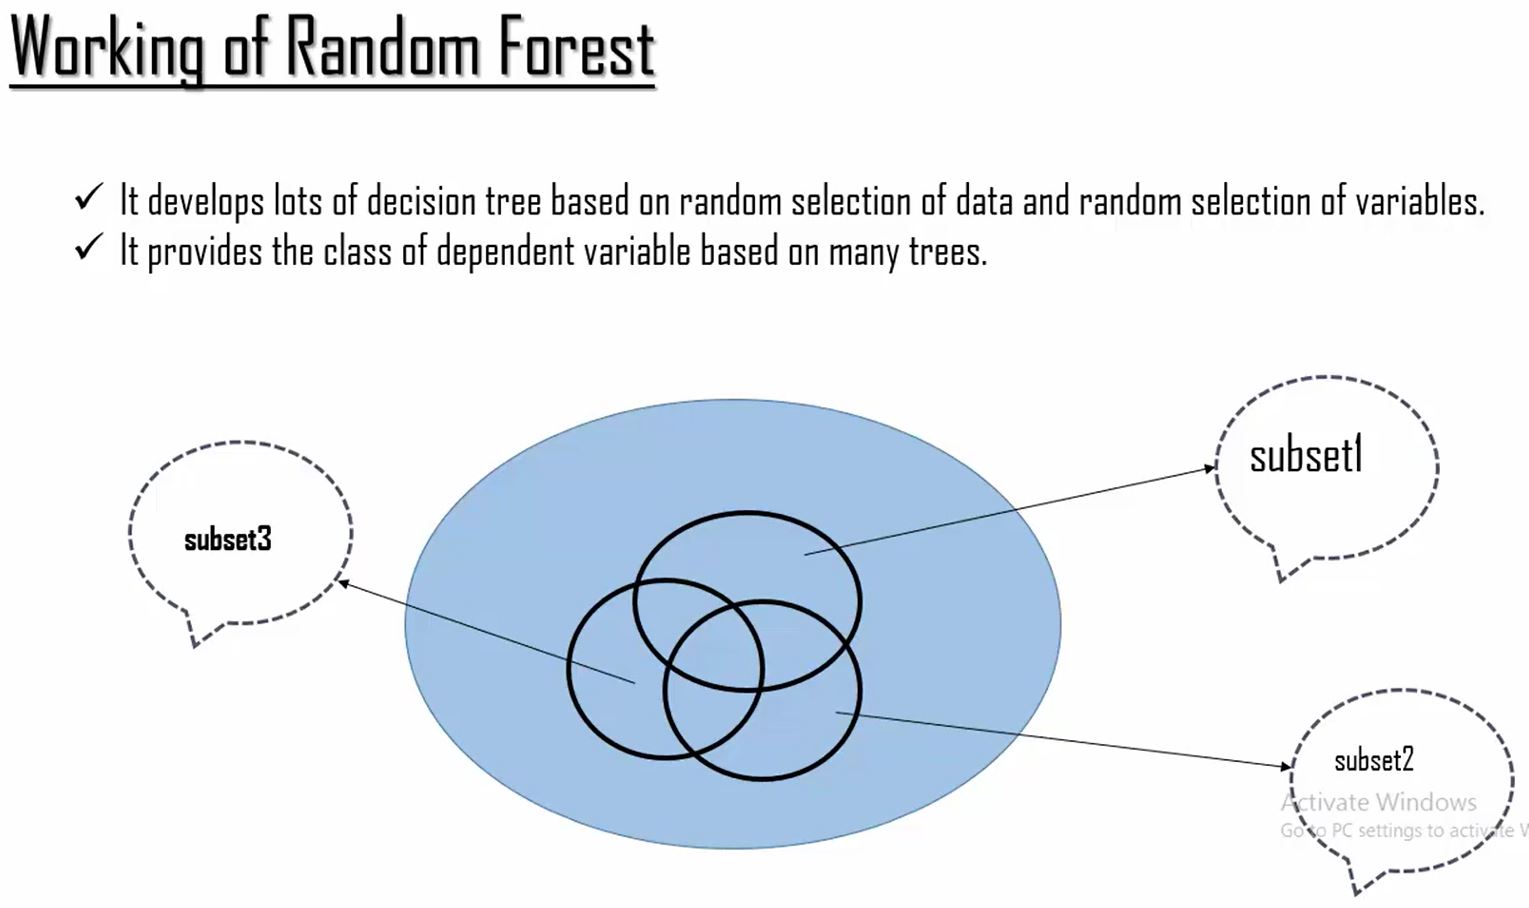 Working of Random Forest
It develops lots of decision tree based on random selection of data and random selection of variables.
It provides the class of dependent variable based on many trees.
subset1
subset3
subset2
Activate Windows
Go to PC settings to activate W